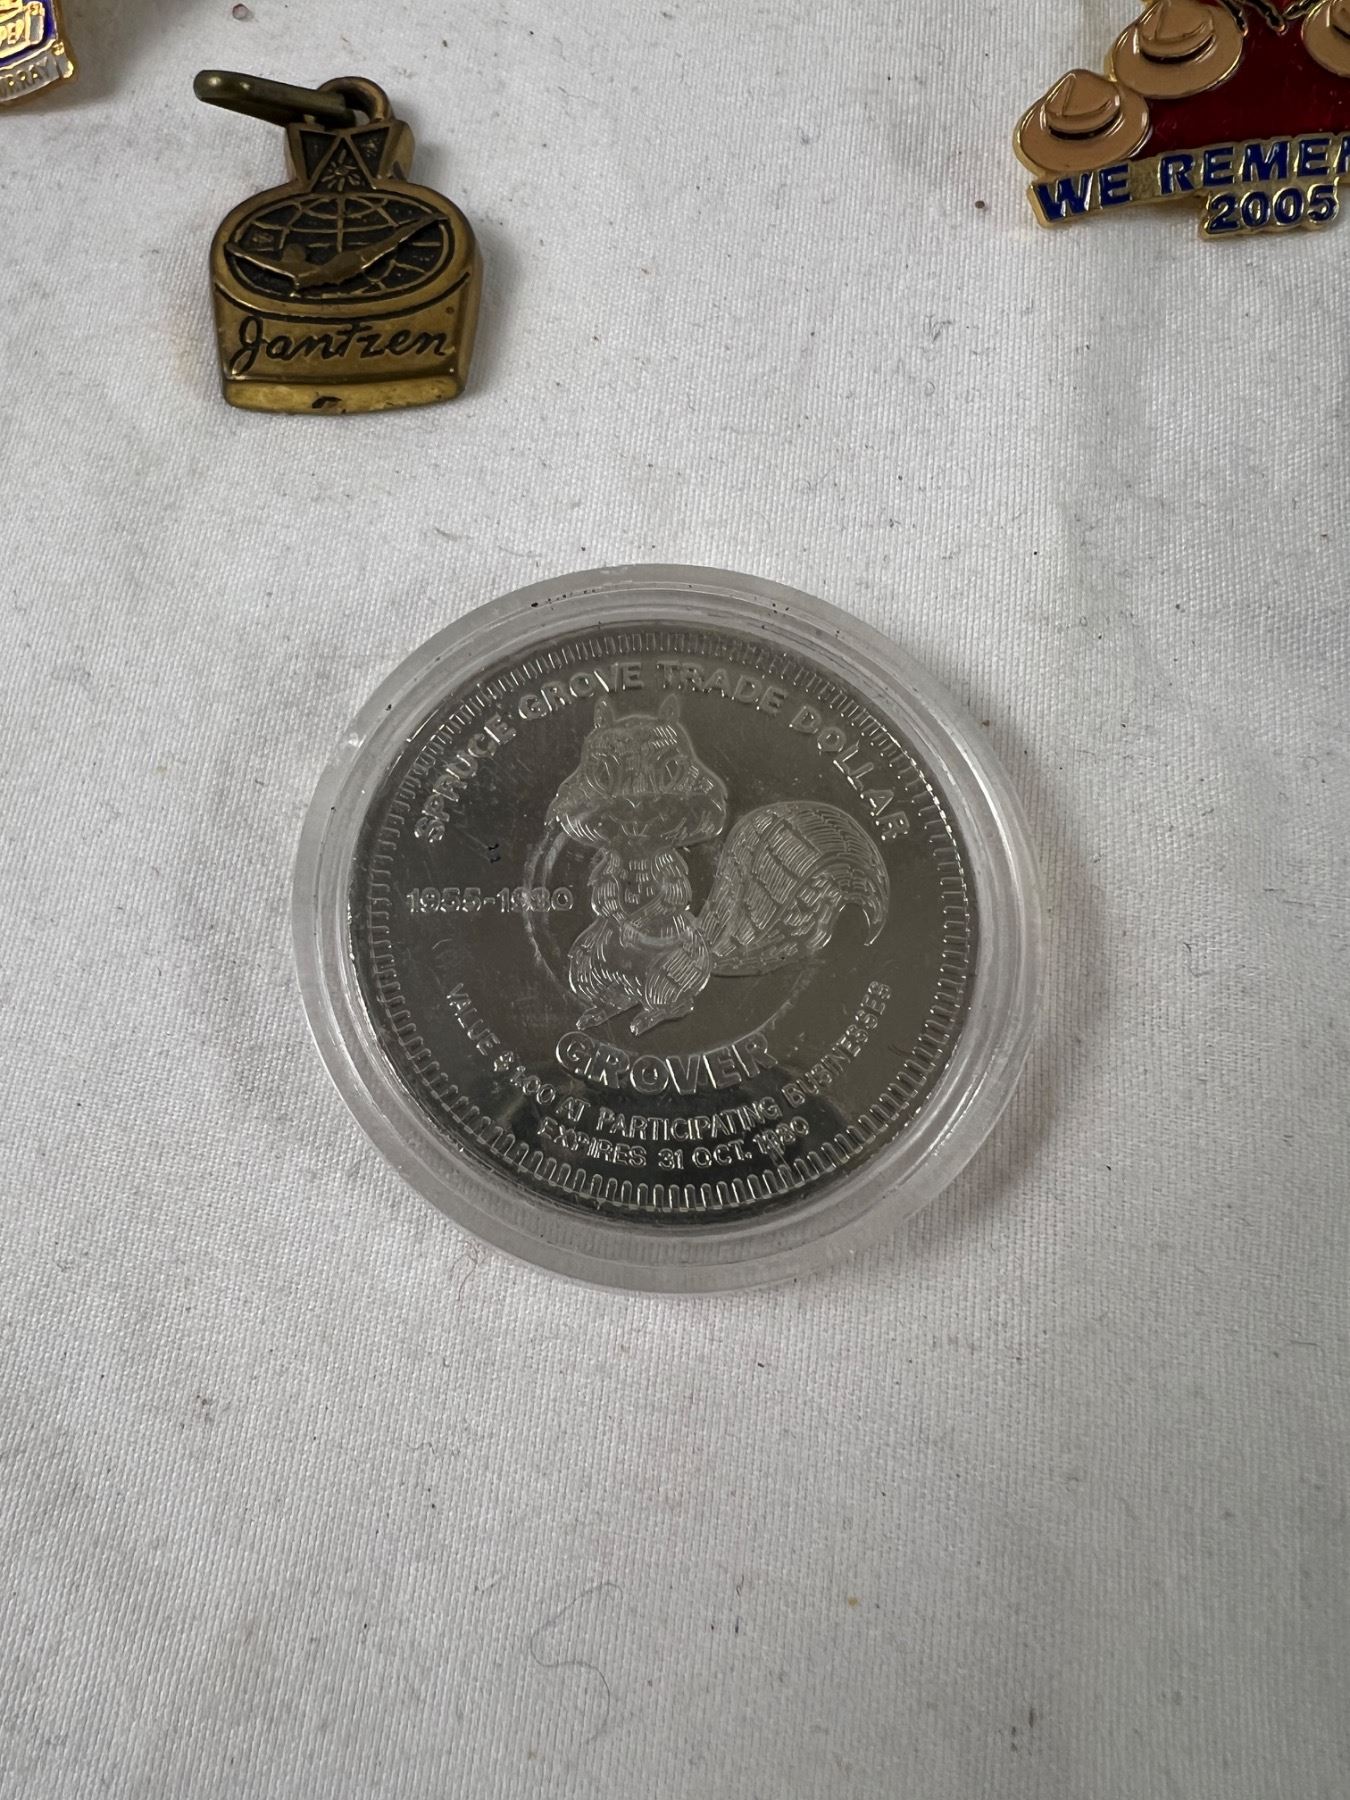 Jantzen
WE REMEM
2005
SPRUCE GROVE TRADE DOLLAR
1955-1980
GROVER
VALUE $1.00 AT PARTICIPATING BUSINESSES
EXPIRES 31 OCT. 1980